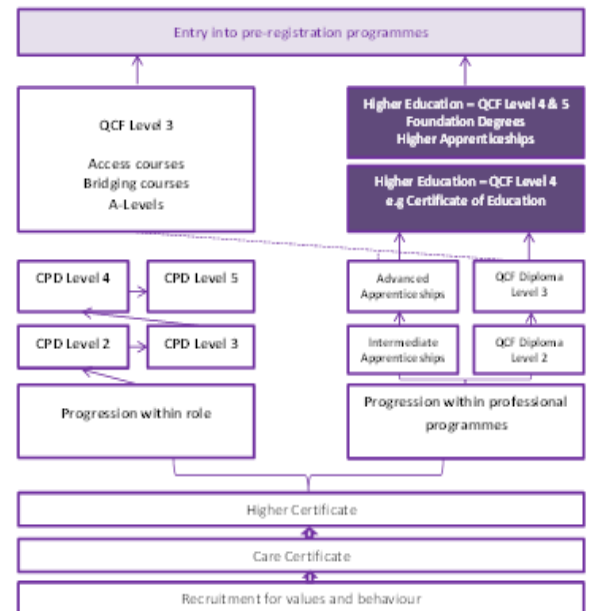 Entry into pre-registration programmes
QCF Level 3
Access courses
Bridging courses
A-Levels
Higher Education – QCF Level 4 & 5
Foundation Degrees
Higher Apprenticeships
Higher Education – QCF Level 4
e.g Certificate of Education
CPD Level 4
CPD Level 5
Advanced
Apprenticeships
QCF Diploma
Level 3
CPD Level 2
CPD Level 3
Intermediate
Apprenticeships
QCF Diploma
Level 2
Progression within role
Progression within professional
programmes
Higher Certificate
Care Certificate
Recruitment for values and behaviour